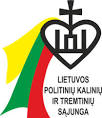 LIETUVOS
POLITINIŲ KALINIŲ
IR TREMTINIŲ
SĄJUNGA